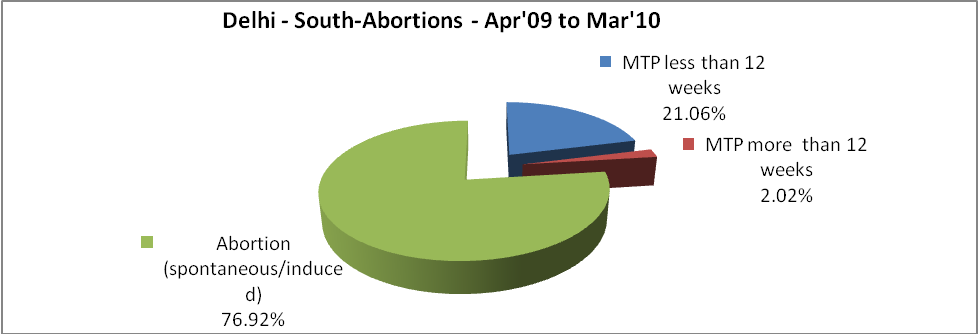 Delhi - South-Abortions - Apr'09 to Mar'10
MTP less than 12
weeks
21.06%
MTP more  than 12
weeks
2.02%
Abortion
(spontaneous/induce
d)
76.92%